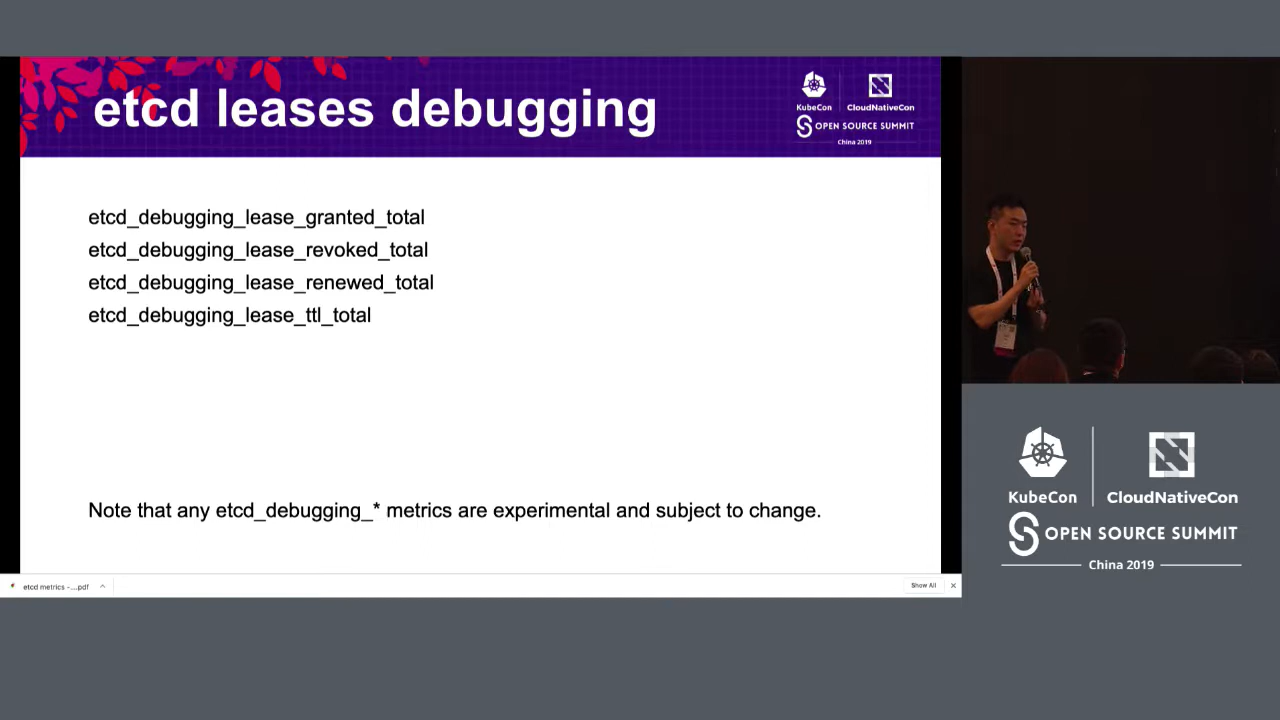 etcd leases debugging
KubeCon
CloudNativeCon
OPEN SOURCE SUMMIT
China 2019
etcd_debugging_lease_granted_total
etcd_debugging_lease_revoked_total
etcd_debugging_lease_renewed_total
etcd_debugging_lease_ttl_total
Note that any etcd_debugging_* metrics are experimental and subject to change.
etcd metrics -....pdf
Show All
KubeCon
CloudNativeCon
OPEN SOURCE SUMMIT
China 2019